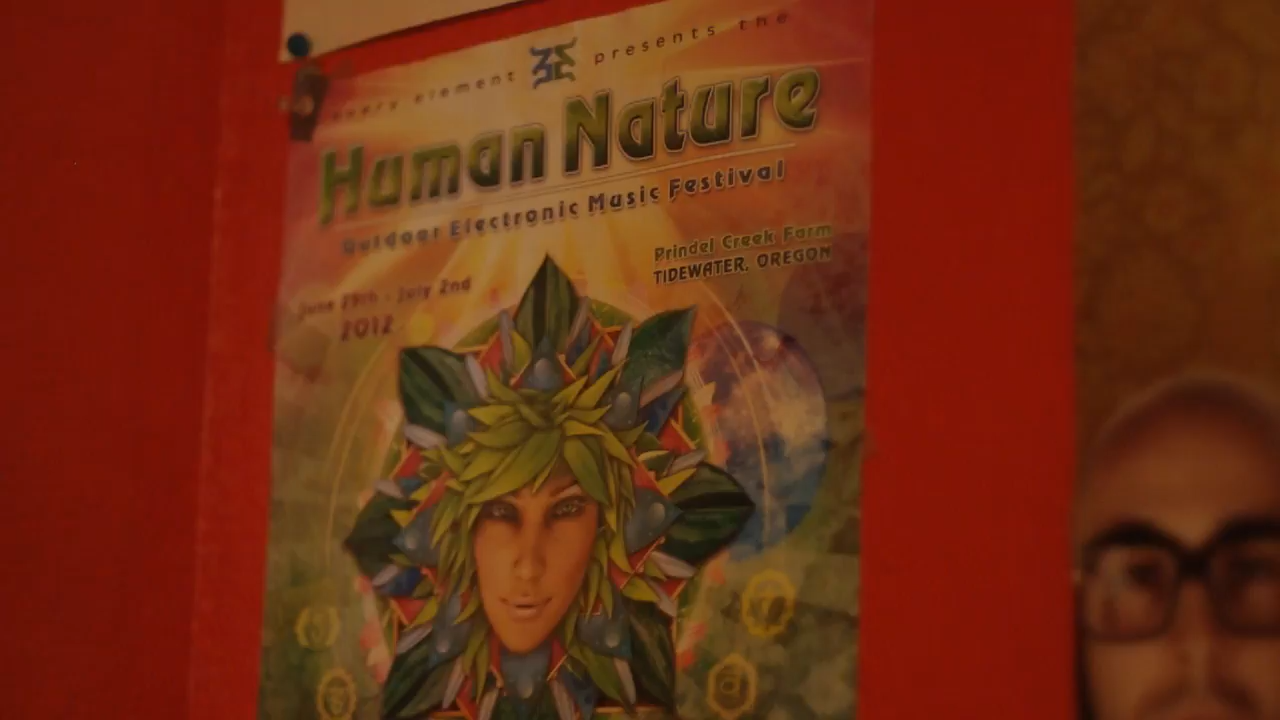 every element presents the
Human Nature
Outdoor Electronic Music Festival
Prindel Creek Farm
TIDEWATER, OREGON
June 29th - July 2nd
2012